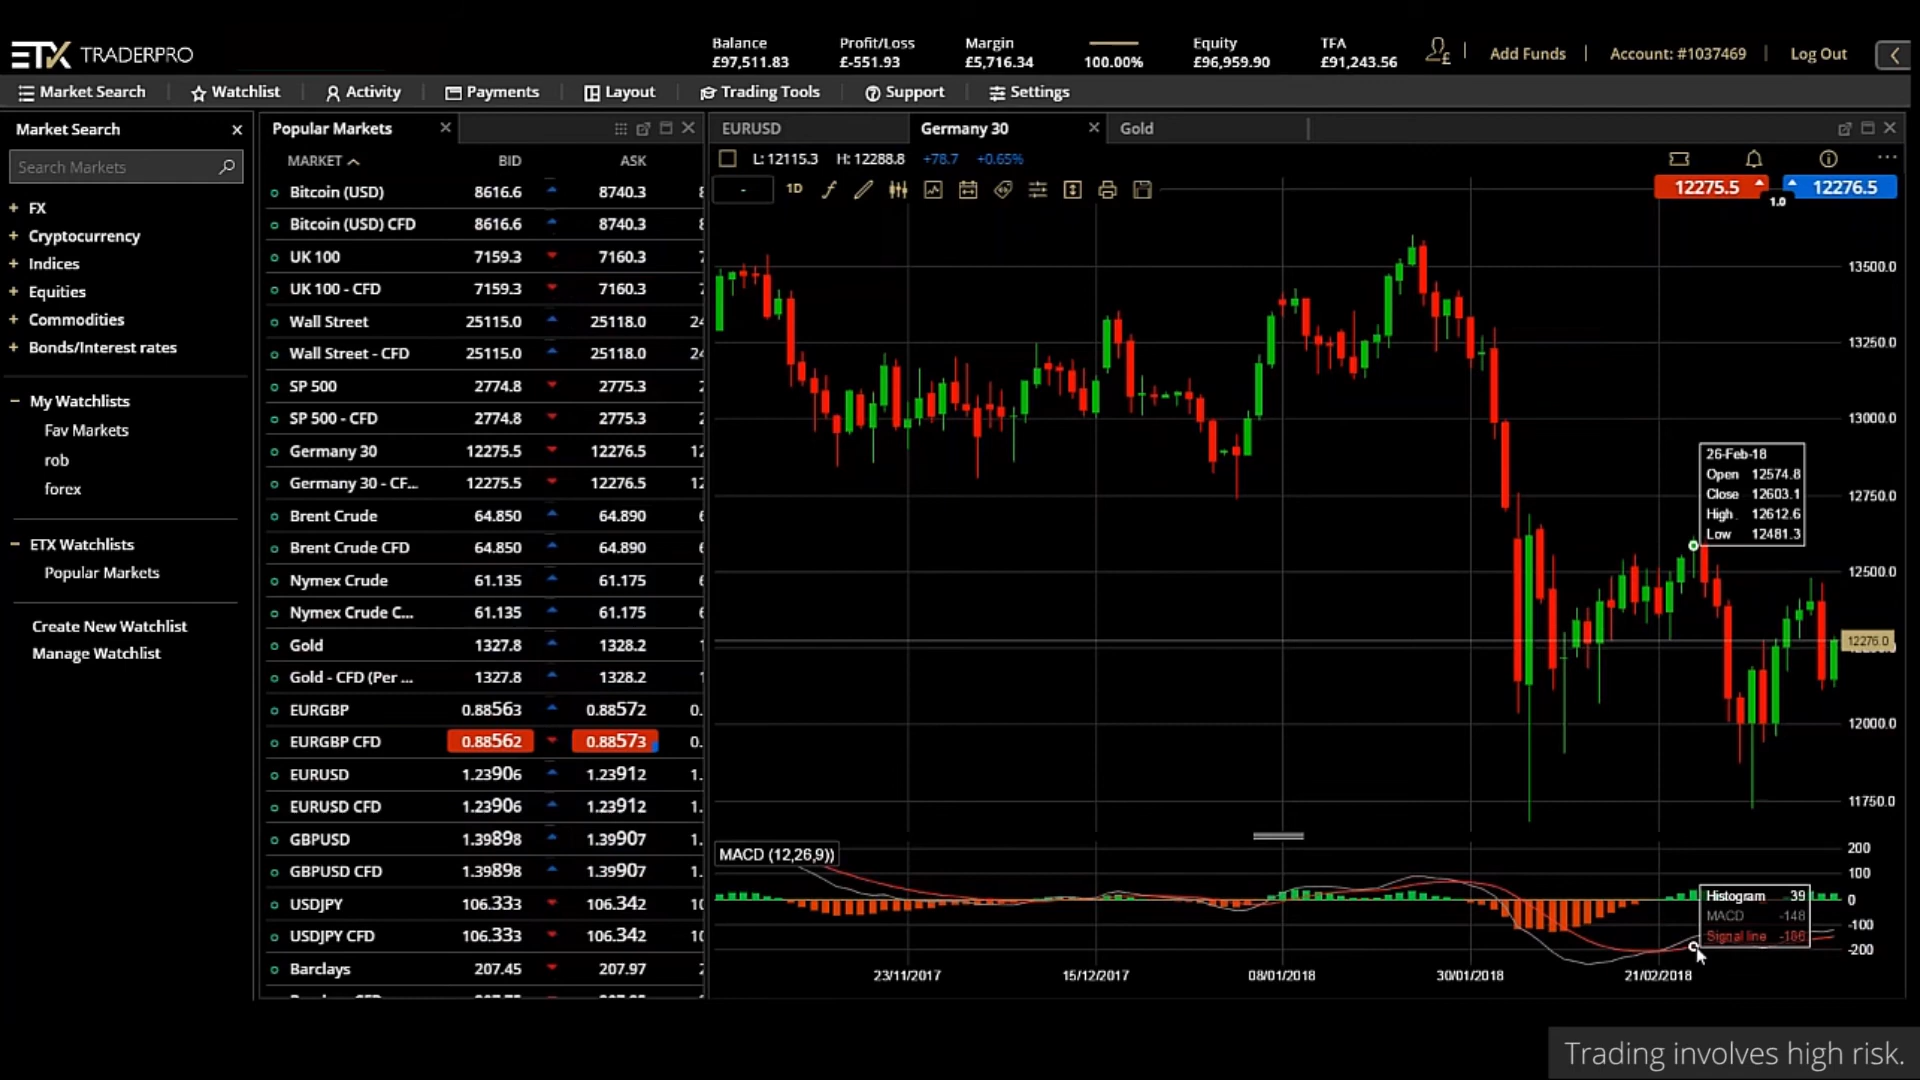 ETX TRADERPRO
Balance Profit/Loss Margin Equity TFA
£97,511.83 £-551.93 £5,716.34 100.00% £96,959.90 £91,243.56
Add Funds Account: #1037469 Log Out
Market Search Watchlist Activity Payments Layout Trading Tools Support Settings
Market Search
Search Markets
+ FX
+ Cryptocurrency
+ Indices
+ Equities
+ Commodities
+ Bonds/Interest rates
− My Watchlists
Fav Markets
rob
forex
− ETX Watchlists
Popular Markets
Create New Watchlist
Manage Watchlist
Popular Markets
MARKET BID ASK
Bitcoin (USD) 8616.6 8740.3
Bitcoin (USD) CFD 8616.6 8740.3
UK 100 7159.3 7160.3
UK 100 - CFD 7159.3 7160.3
Wall Street 25115.0 25118.0
Wall Street - CFD 25115.0 25118.0
SP 500 2774.8 2775.3
SP 500 - CFD 2774.8 2775.3
Germany 30 12275.5 12276.5
Germany 30 - CF... 12275.5 12276.5
Brent Crude 64.850 64.890
Brent Crude CFD 64.850 64.890
Nymex Crude 61.135 61.175
Nymex Crude C... 61.135 61.175
Gold 1327.8 1328.2
Gold - CFD (Per ... 1327.8 1328.2
EURGBP 0.88563 0.88572
EURGBP CFD 0.88562 0.88573
EURUSD 1.23906 1.23912
EURUSD CFD 1.23906 1.23912
GBPUSD 1.39898 1.39907
GBPUSD CFD 1.39898 1.39907
USDJPY 106.333 106.342
USDJPY CFD 106.333 106.342
Barclays 207.45 207.97
EURUSD Germany 30 Gold
L: 12115.3 H: 12288.8 +78.7 +0.65%
- 1D
12275.5 12276.5
1.0
13500.0
13250.0
13000.0
12750.0
12500.0
12276.0
12000.0
11750.0
26-Feb-18
Open 12574.8
Close 12603.1
High 12612.6
Low 12481.3
MACD (12,26,9))
200
100
0
-100
-200
Histogram 39
MACD -148
Signal line -186
23/11/2017 15/12/2017 08/01/2018 30/01/2018 21/02/2018
Trading involves high risk.